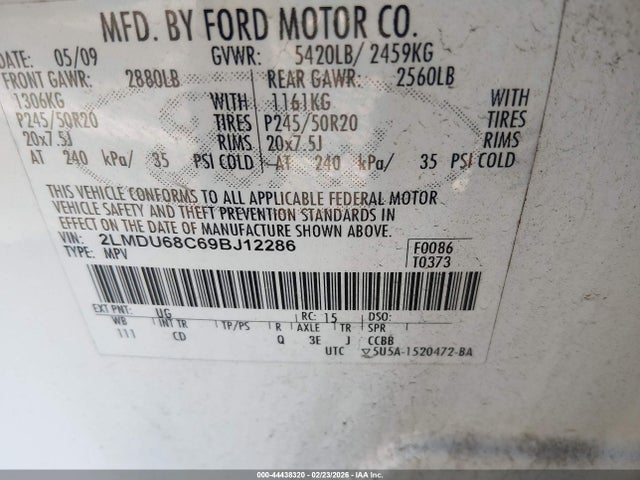 MFD. BY FORD MOTOR CO.
DATE: 05/09 GVWR: 5420LB/ 2459KG
FRONT GAWR: 2880LB REAR GAWR: 2560LB
1306KG WITH 1161KG WITH
P245/50R20 TIRES P245/50R20 TIRES
20x7.5J RIMS 20x7.5J RIMS
AT 240 kPa/ 35 PSI COLD AT 240 kPa/ 35 PSI COLD
THIS VEHICLE CONFORMS TO ALL APPLICABLE FEDERAL MOTOR
VEHICLE SAFETY AND THEFT PREVENTION STANDARDS IN
EFFECT ON THE DATE OF MANUFACTURE SHOWN ABOVE.
VIN: 2LMDU68C69BJ12286 F0086
TYPE: MPV T0373
EXT PNT: UG RC: 15 DSO:
WB INT TR TP/PS R AXLE TR SPR
111 CD Q 3E J CCBB
UTC 5U5A-1520472-BA
000-44438320 - 02/23/2026 - IAA Inc.